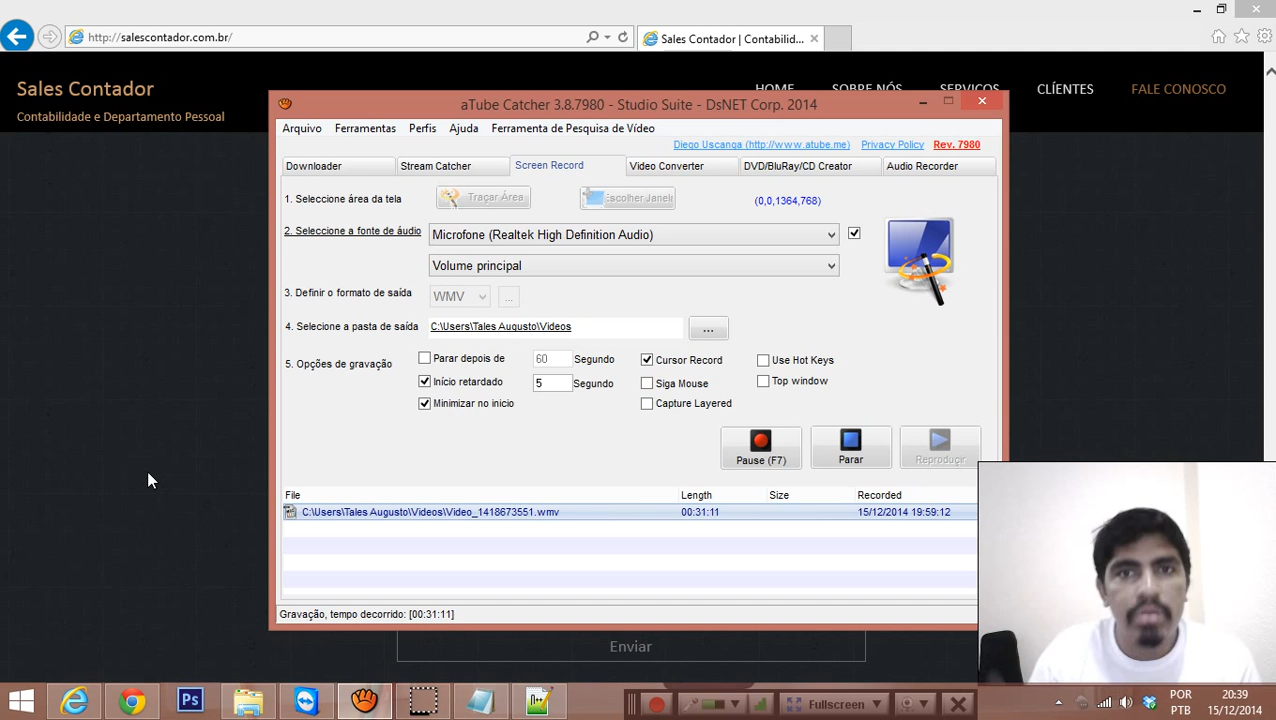 http://salescontador.com.br/
Sales Contador | Contabilid...
Sales Contador
Contabilidade e Departamento Pessoal
HOME SOBRE NÓS SERVIÇOS CLÍENTES FALE CONOSCO
aTube Catcher 3.8.7980 - Studio Suite - DsNET Corp. 2014
Arquivo Ferramentas Perfis Ajuda Ferramenta de Pesquisa de Vídeo
Diego Uscanga (http://www.atube.me) Privacy Policy Rev. 7980
Downloader Stream Catcher Screen Record Video Converter DVD/BluRay/CD Creator Audio Recorder
1. Seleccione área da tela Traçar Área Escolher Janela (0,0,1364,768)
2. Seleccione a fonte de áudio Microfone (Realtek High Definition Audio)
Volume principal
3. Definir o formato de saída WMV ...
4. Selecione a pasta de saída C:\Users\Tales Augusto\Videos ...
5. Opções de gravação
Parar depois de 60 Segundo Cursor Record Use Hot Keys
Início retardado 5 Segundo Siga Mouse Top window
Minimizar no inicio Capture Layered
Pause (F7) Parar Reproduçir
File Length Size Recorded
C:\Users\Tales Augusto\Videos\Video_1418673551.wmv 00:31:11 15/12/2014 19:59:12
Gravação, tempo decorrido: [00:31:11]
Enviar
Ps
Fullscreen
POR
PTB
20:39
15/12/2014